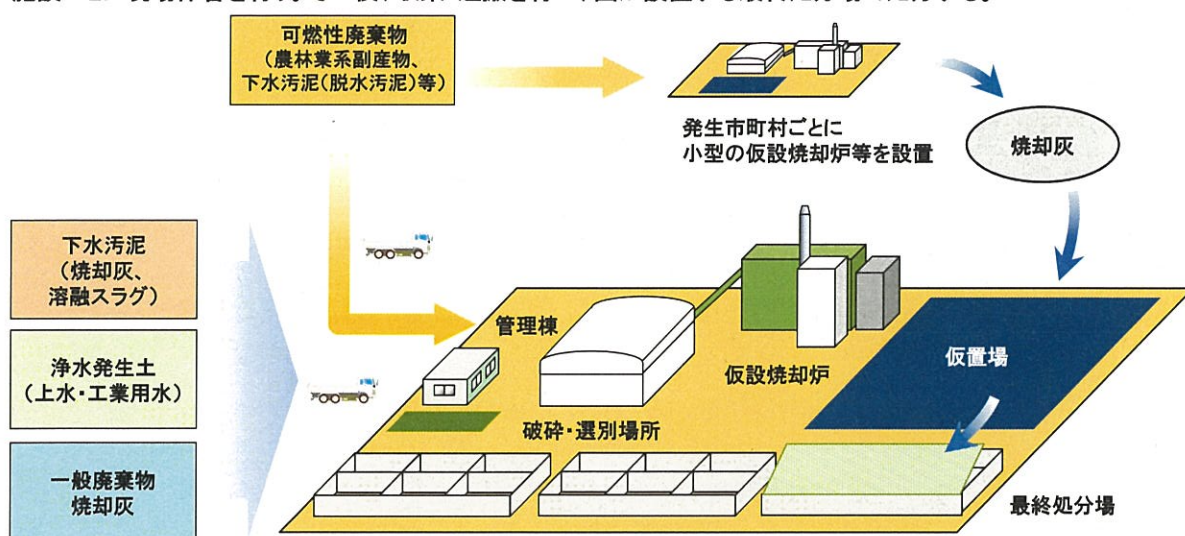 可燃性廃棄物
(農林業系副産物、
下水汚泥(脱水汚泥)等)
発生市町村ごとに
小型の仮設焼却炉等を設置
焼却灰
下水汚泥
(焼却灰、
溶融スラグ)
浄水発生土
(上水・工業用水)
一般廃棄物
焼却灰
管理棟
仮設焼却炉
仮置場
破砕・選別場所
最終処分場